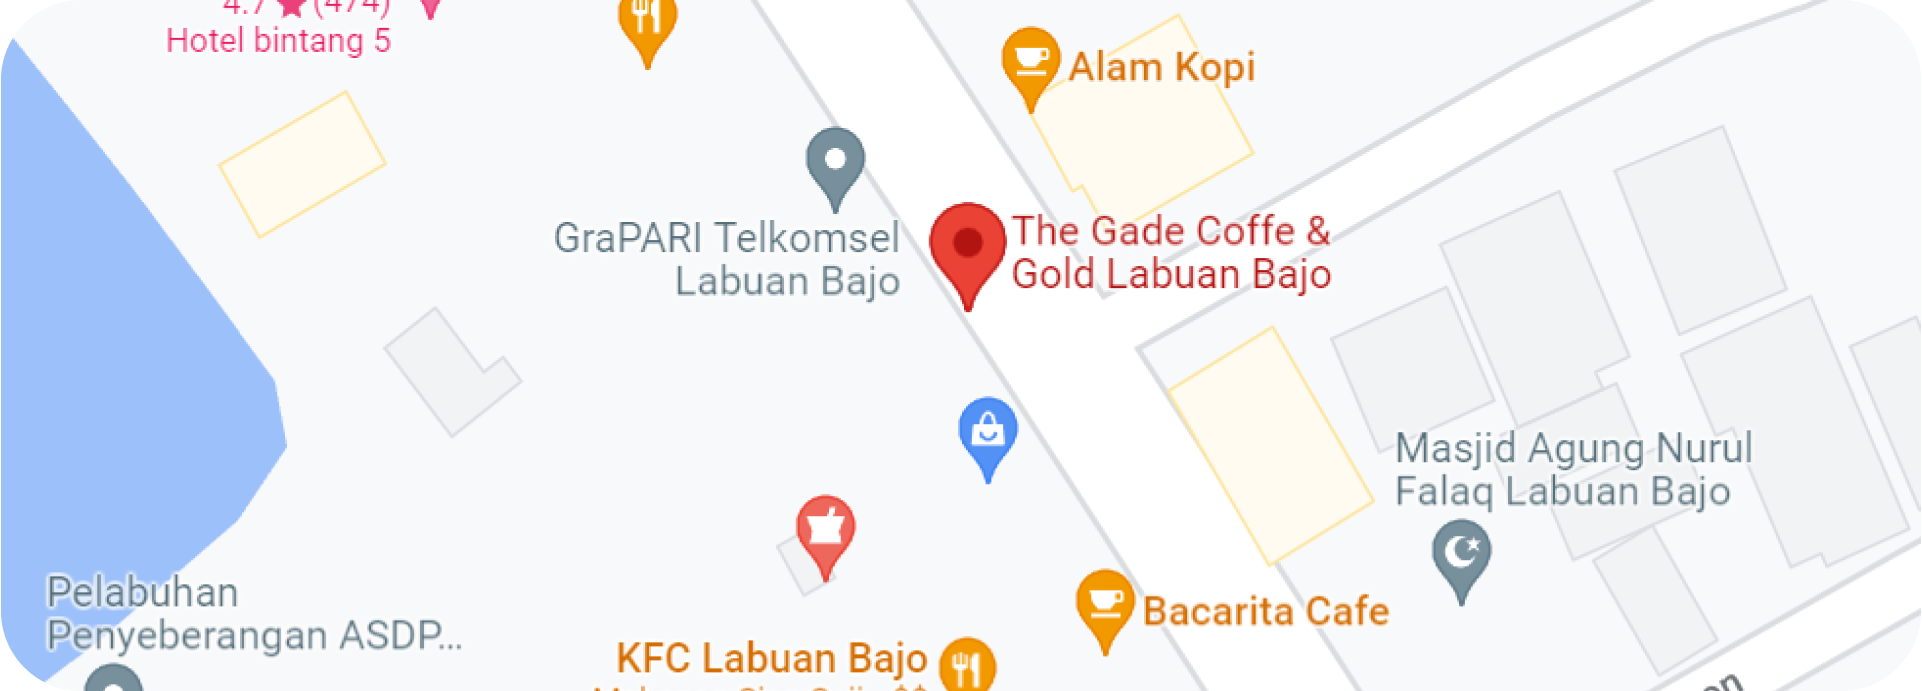 4.7 ★ (474)
Hotel bintang 5
Alam Kopi
GraPARI Telkomsel
Labuan Bajo
The Gade Coffe &
Gold Labuan Bajo
Masjid Agung Nurul
Falaq Labuan Bajo
Pelabuhan
Penyeberangan ASDP...
Bacarita Cafe
KFC Labuan Bajo